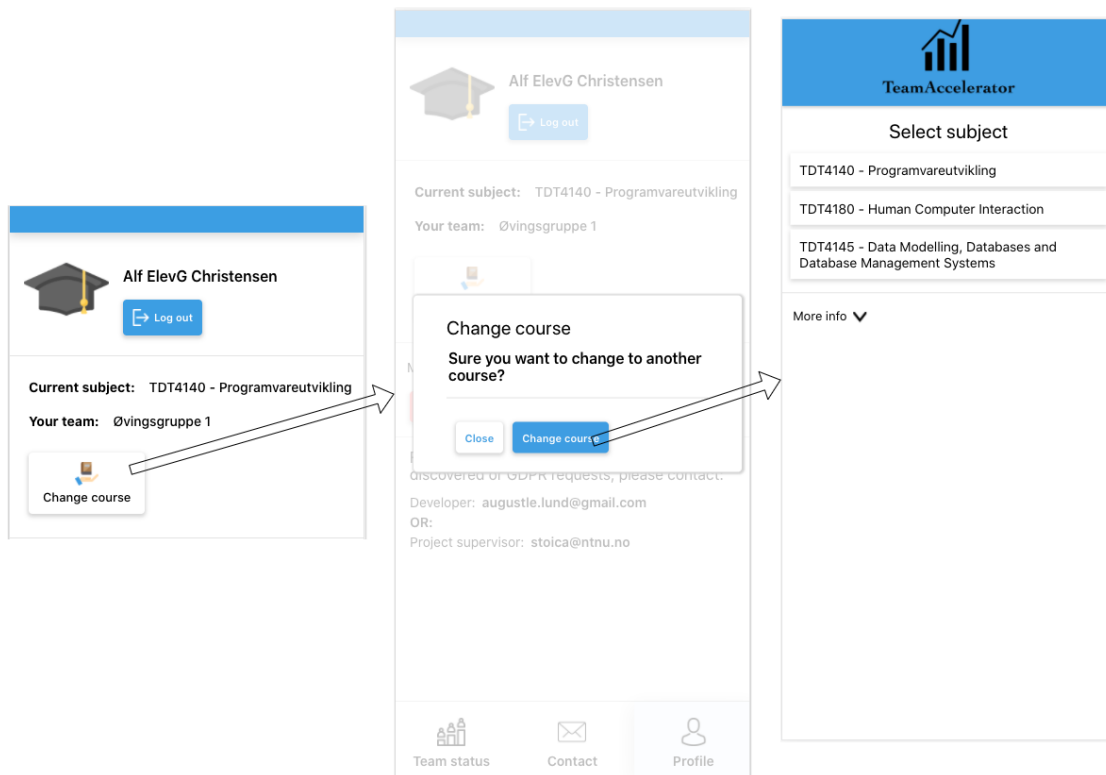 Alf ElevG Christensen
Log out
Current subject: TDT4140 - Programvareutvikling
Your team: Øvingsgruppe 1
Change course
Alf ElevG Christensen
Log out
Current subject: TDT4140 - Programvareutvikling
Your team: Øvingsgruppe 1
Change course
Sure you want to change to another
course?
Close
Change course
discovered or GDPR requests, please contact:
Developer: augustle.lund@gmail.com
OR:
Project supervisor: stoica@ntnu.no
Team status
Contact
Profile
TeamAccelerator
Select subject
TDT4140 - Programvareutvikling
TDT4180 - Human Computer Interaction
TDT4145 - Data Modelling, Databases and
Database Management Systems
More info